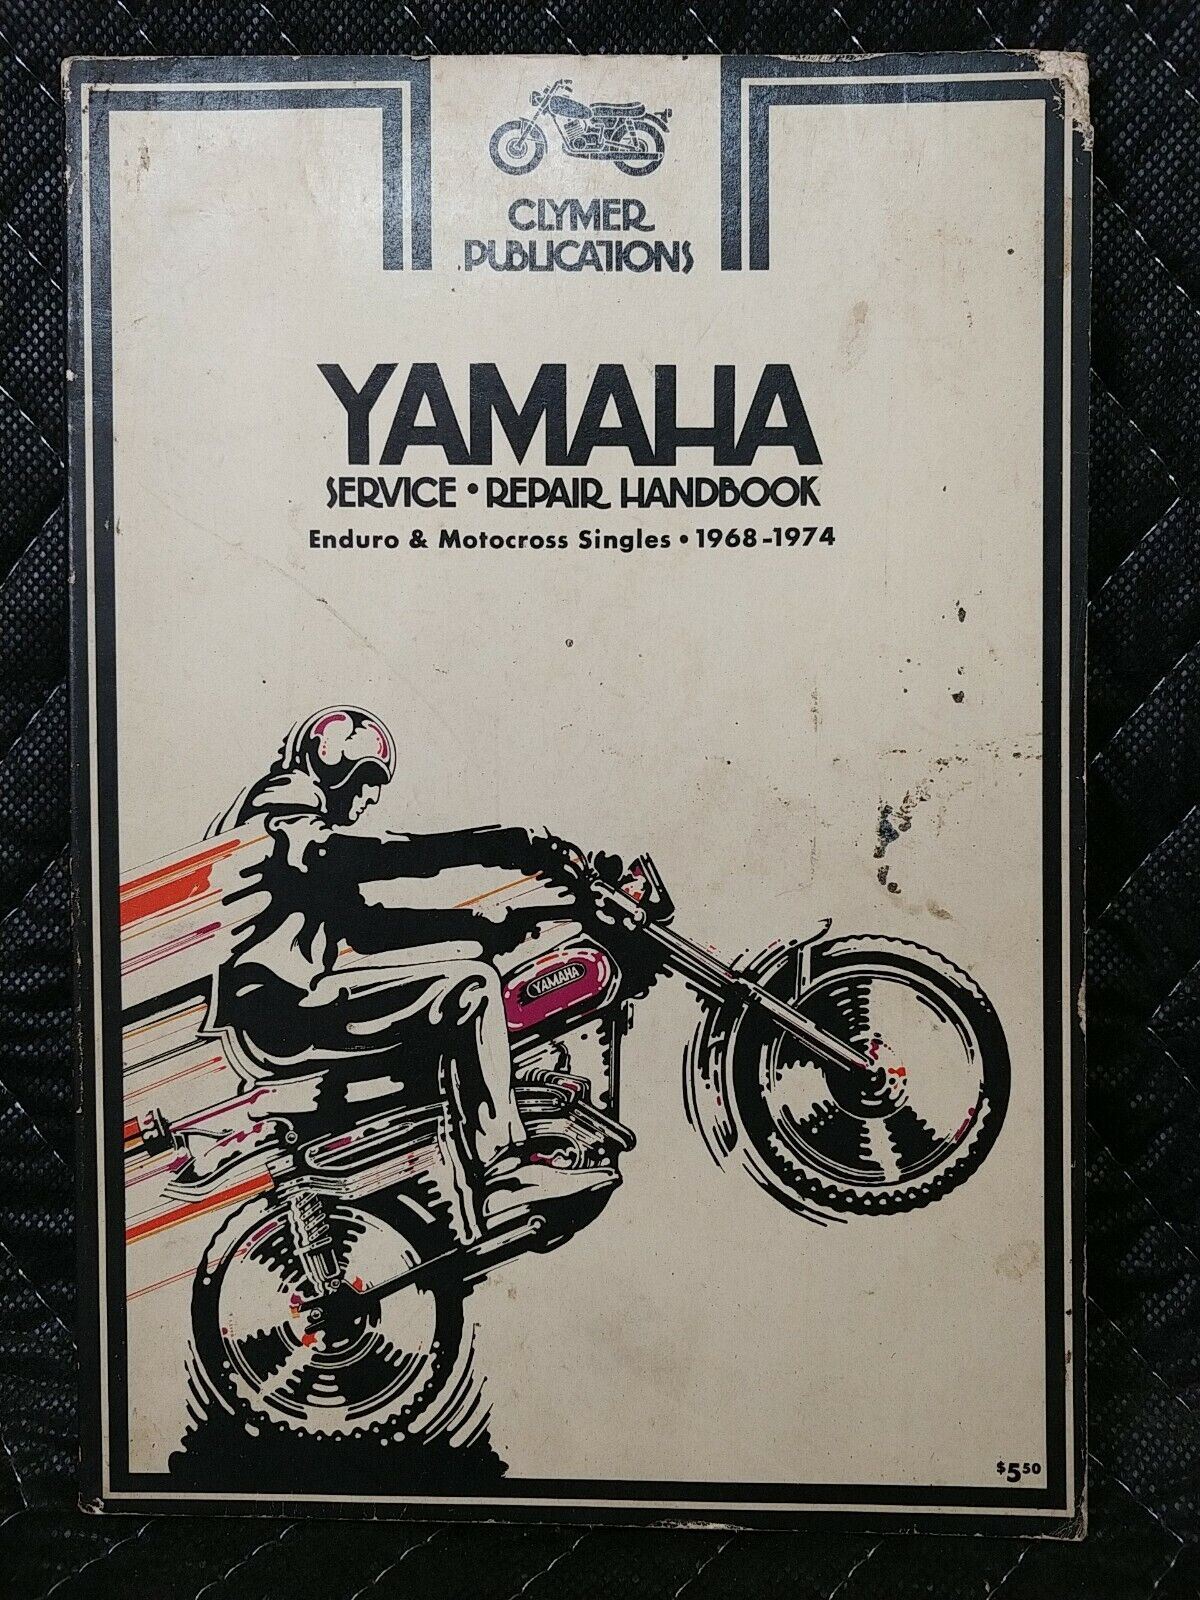 CLYMER
PUBLICATIONS
YAMAHA
SERVICE • REPAIR HANDBOOK
Enduro & Motocross Singles • 1968-1974
YAMAHA
$5.50